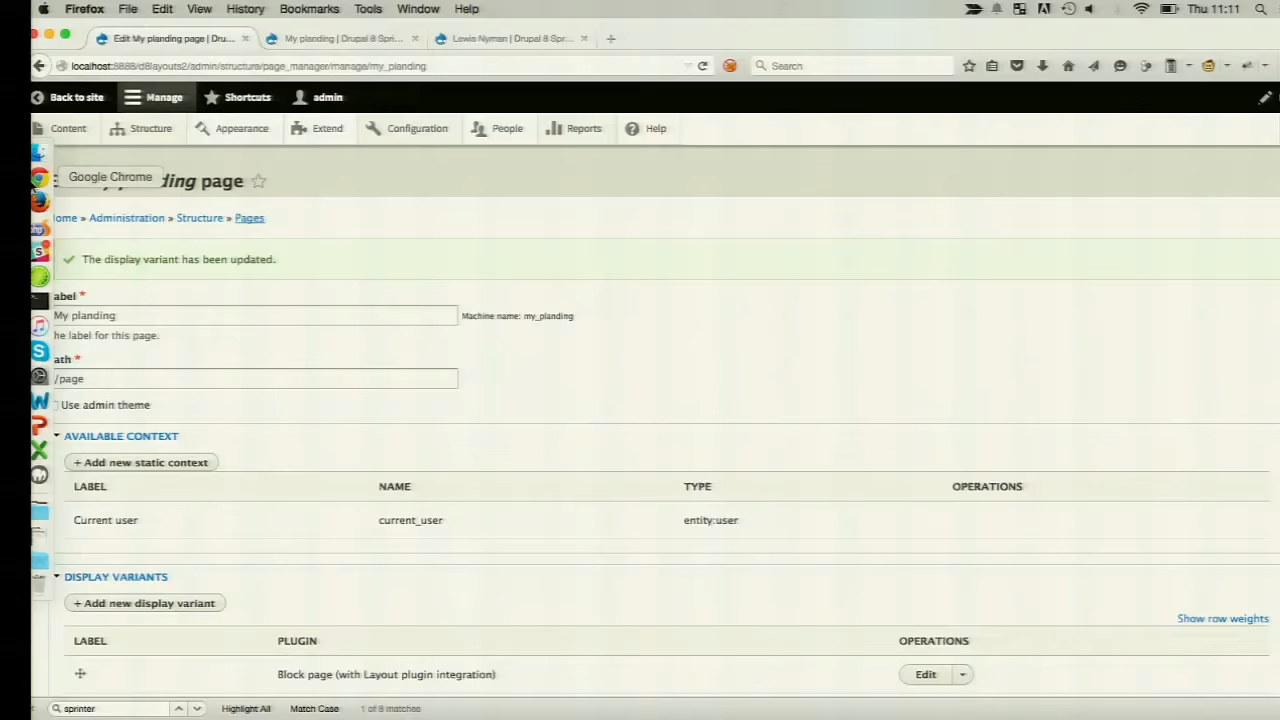 Firefox File Edit View History Bookmarks Tools Window Help Thu 11:11
Edit My planding page | Dru... My planding | Drupal 8 Spri... Lewis Nyman | Drupal 8 Spr...
localhost:8888/d8layouts2/admin/structure/page_manager/manage/my_planding Search
Back to site Manage Shortcuts admin
Content Structure Appearance Extend Configuration People Reports Help
Google Chrome
ding page
ome » Administration » Structure » Pages
The display variant has been updated.
abel *
My planding Machine name: my_planding
he label for this page.
ath *
/page
Use admin theme
AVAILABLE CONTEXT
+ Add new static context
LABEL NAME TYPE OPERATIONS
Current user current_user entity:user
DISPLAY VARIANTS
+ Add new display variant
Show row weights
LABEL PLUGIN OPERATIONS
Block page (with Layout plugin integration) Edit
sprinter Highlight All Match Case 1 of 8 matches